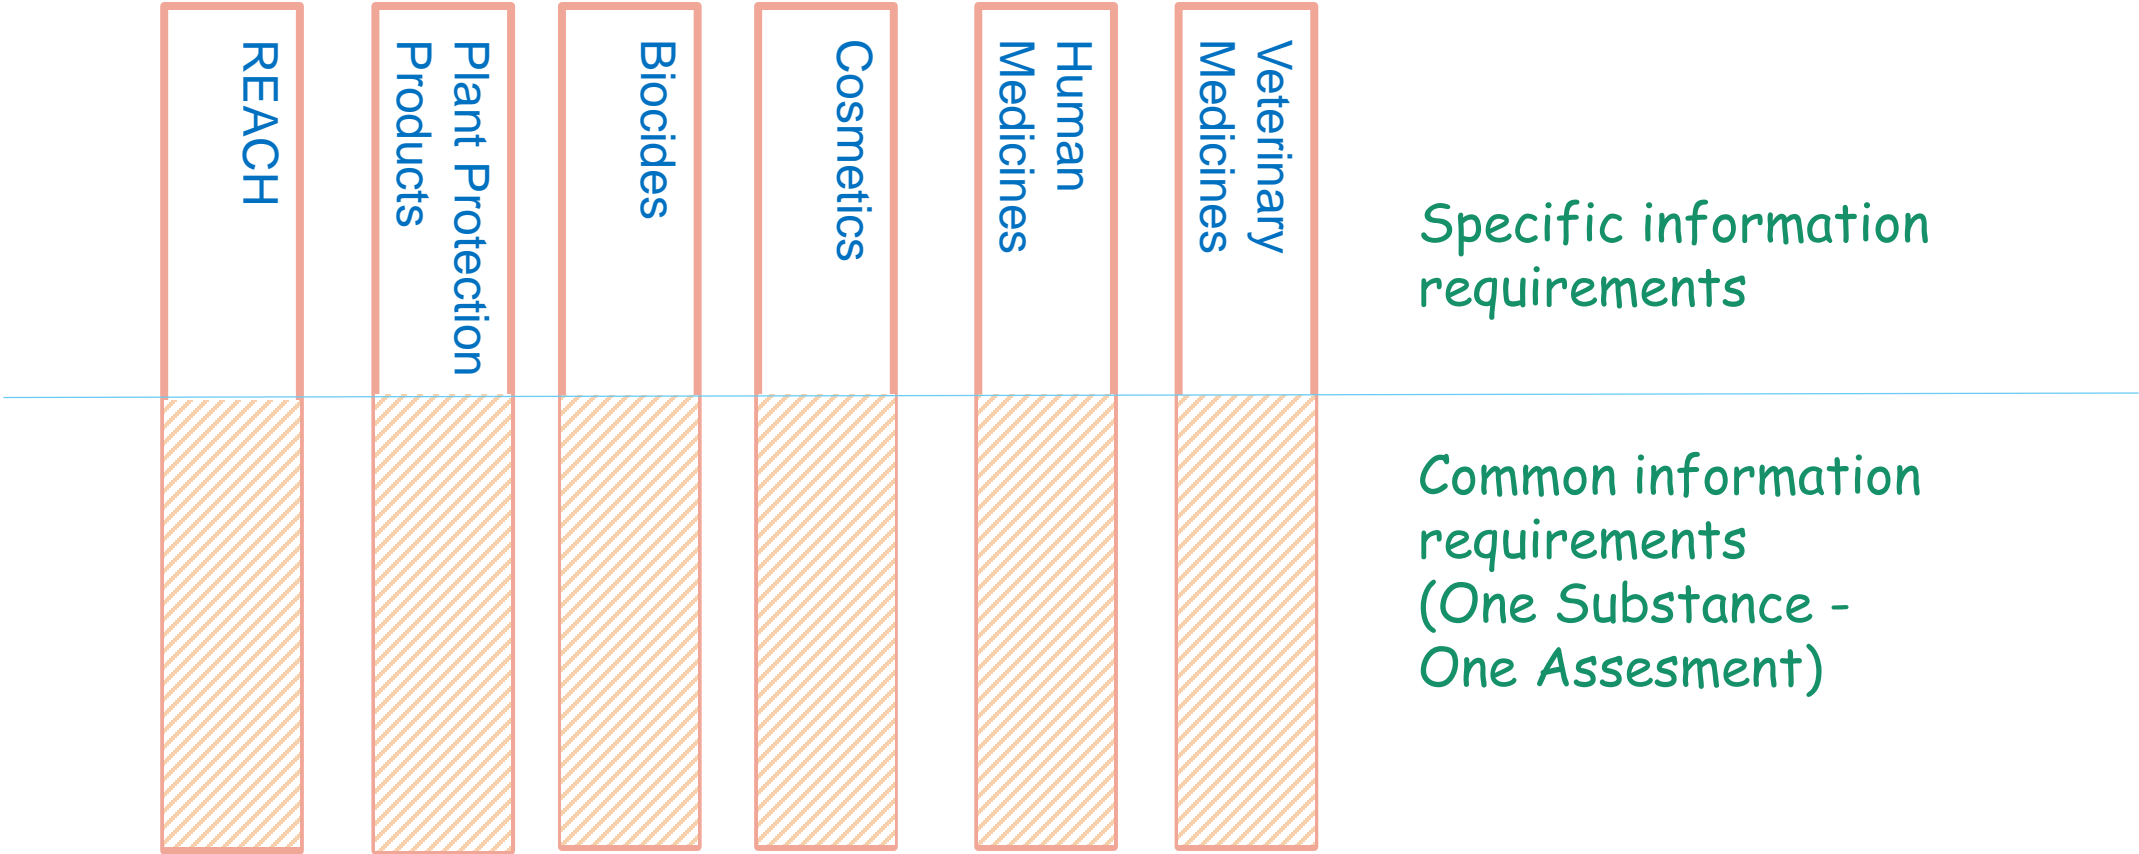 REACH
Plant Protection
Products
Biocides
Cosmetics
Human
Medicines
Veterinary
Medicines
Specific information
requirements
Common information
requirements
(One Substance -
One Assesment)